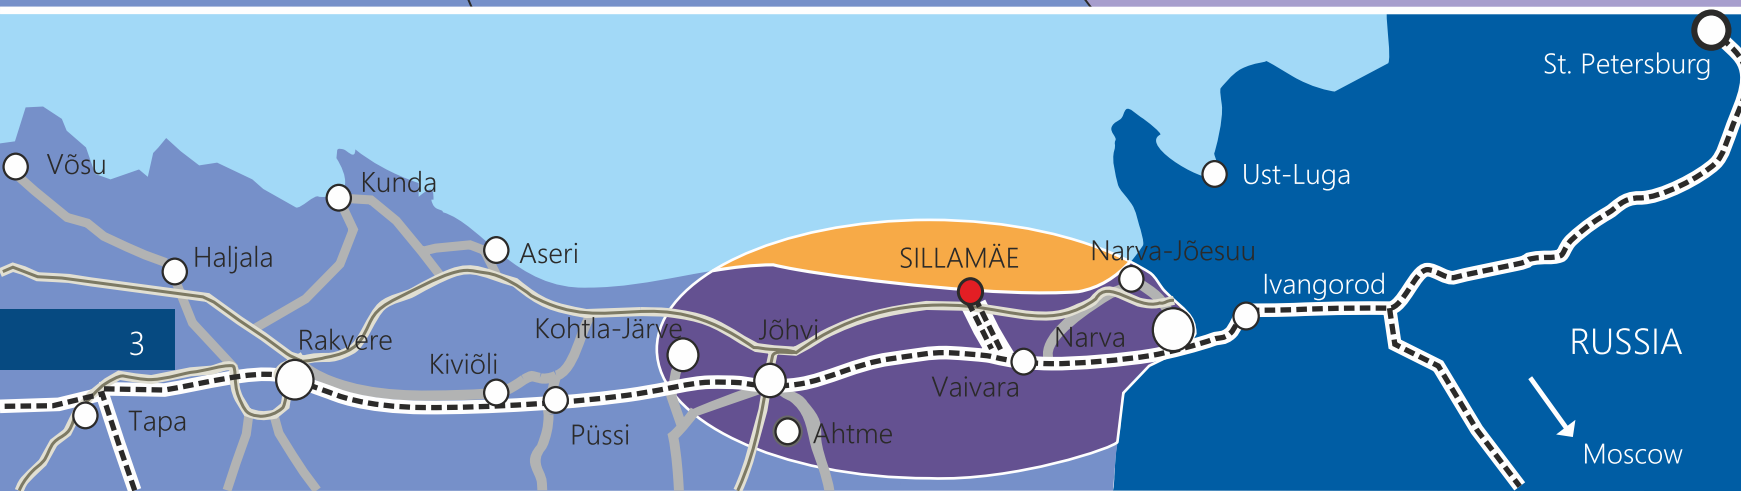 St. Petersburg
Võsu
Kunda
Ust-Luga
Haljala
Aseri
SILLAMÄE
Narva-Jõesuu
Ivangorod
3
Rakvere
Kohtla-Järve
Jõhvi
Narva
RUSSIA
Kiviõli
Vaivara
Tapa
Püssi
Ahtme
Moscow